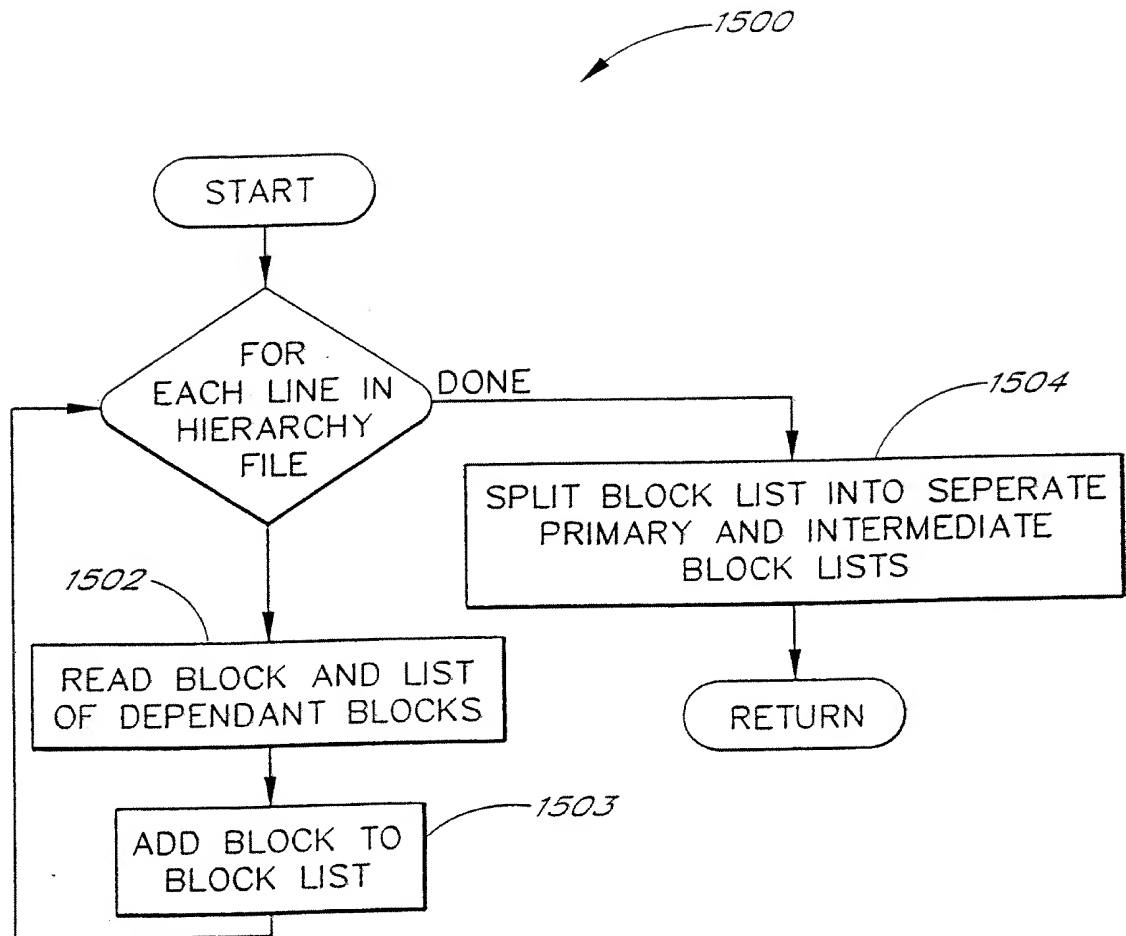 1500
START
FOR
EACH LINE IN
HIERARCHY
FILE
DONE
1504
SPLIT BLOCK LIST INTO SEPERATE
PRIMARY AND INTERMEDIATE
BLOCK LISTS
1502
READ BLOCK AND LIST
OF DEPENDANT BLOCKS
RETURN
1503
ADD BLOCK TO
BLOCK LIST